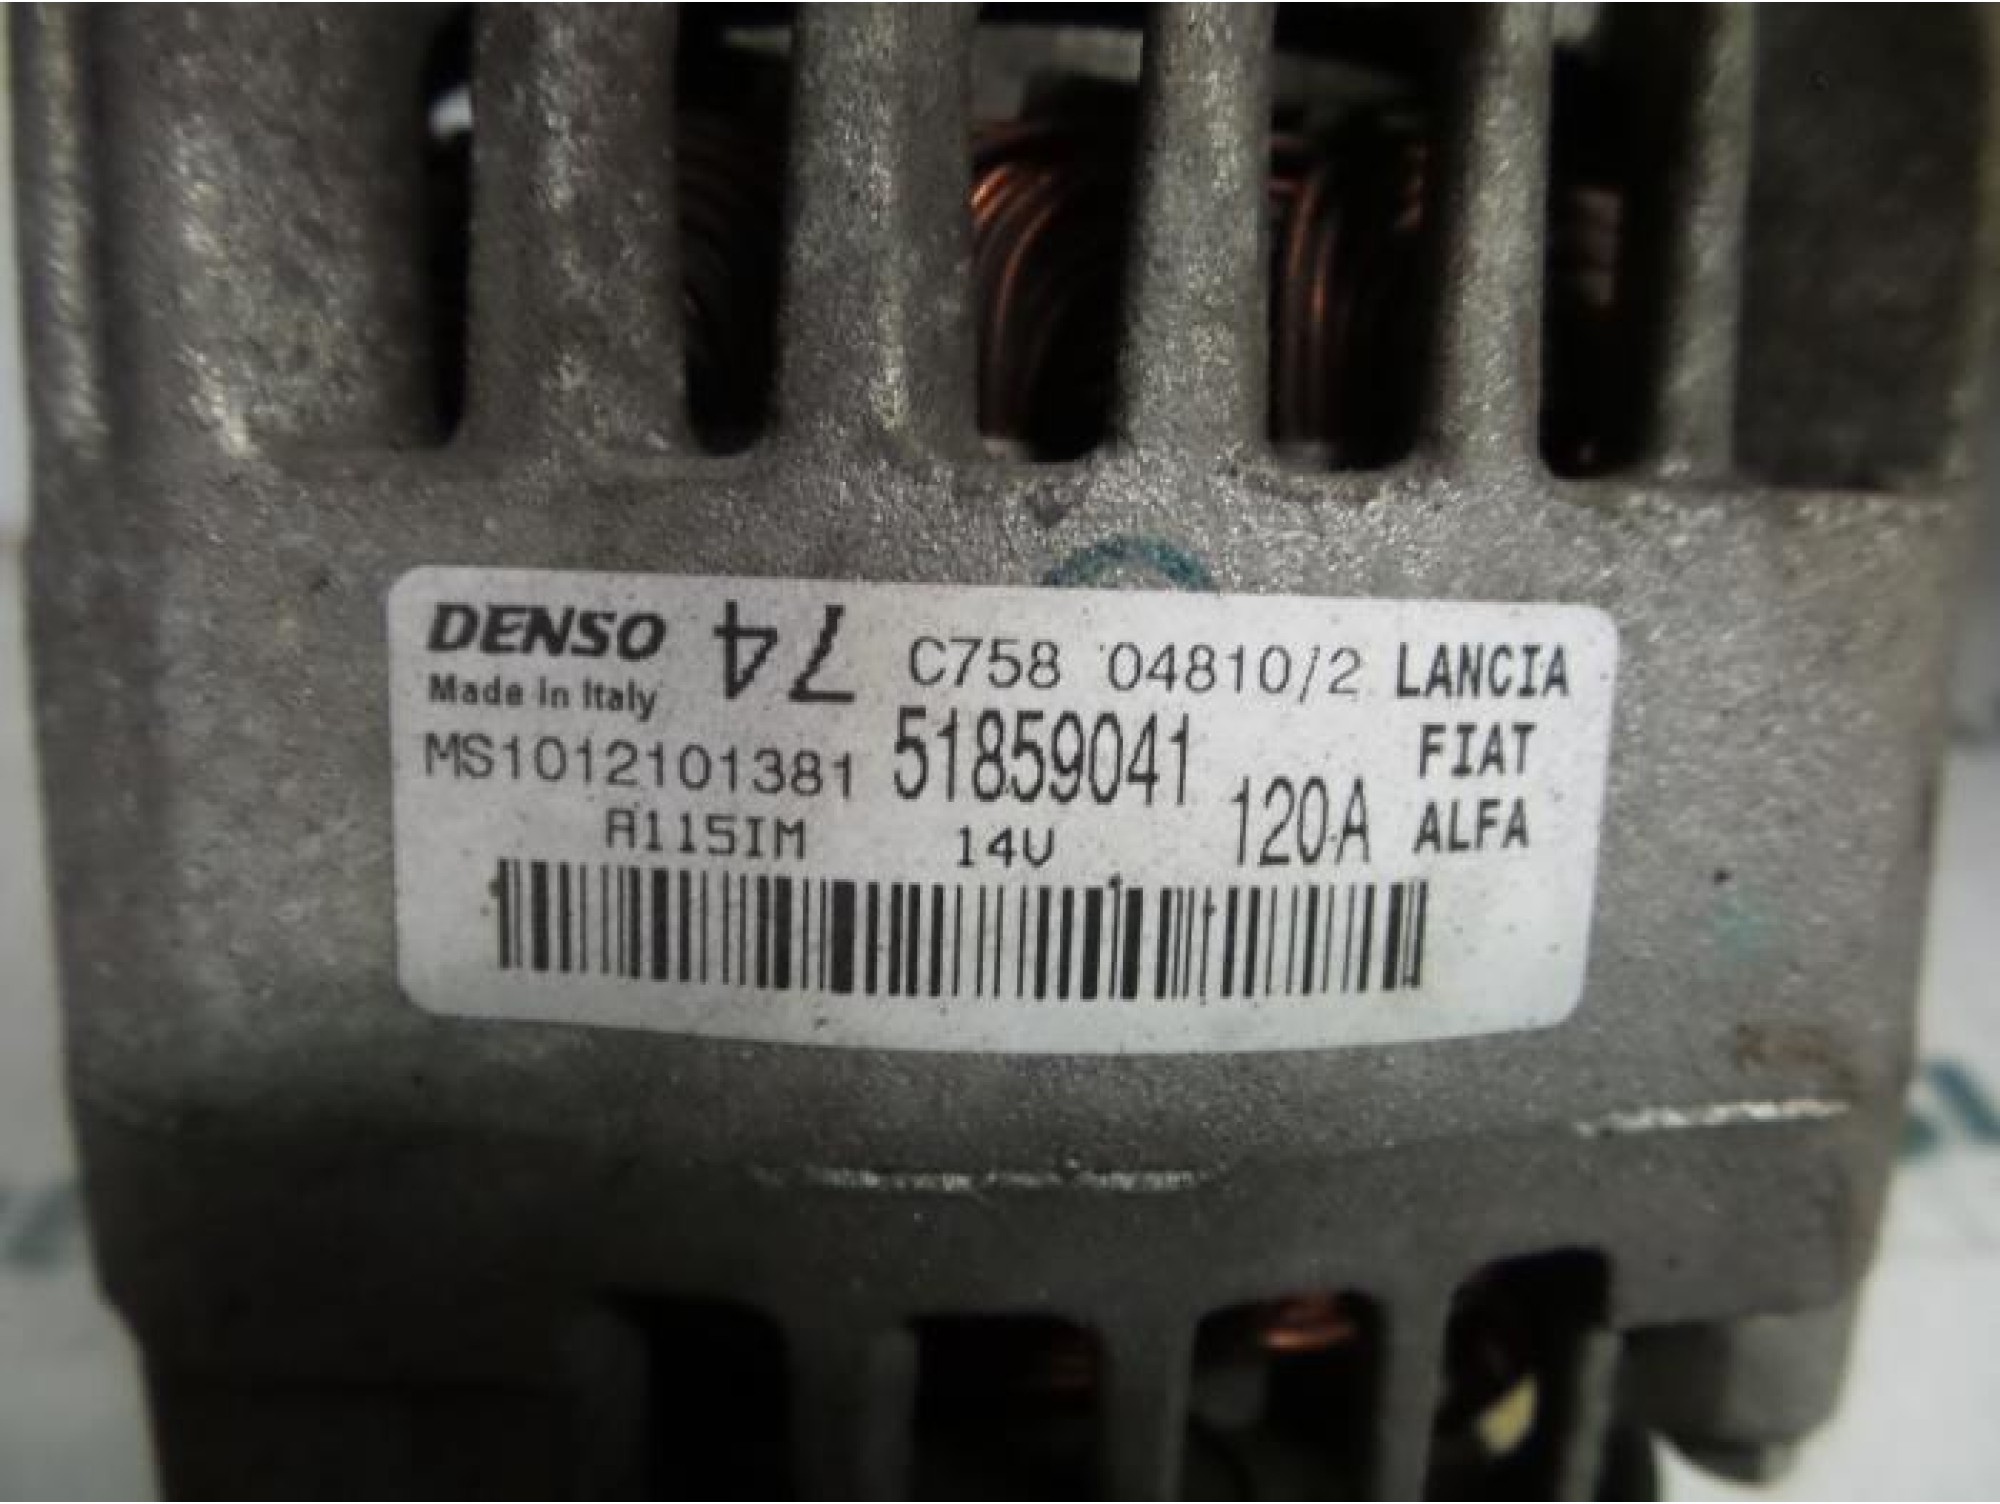 DENSO 74 C758 04810/2 LANCIA
Made in Italy
MS1012101381 51859041 FIAT
A115IM 14V 120A ALFA